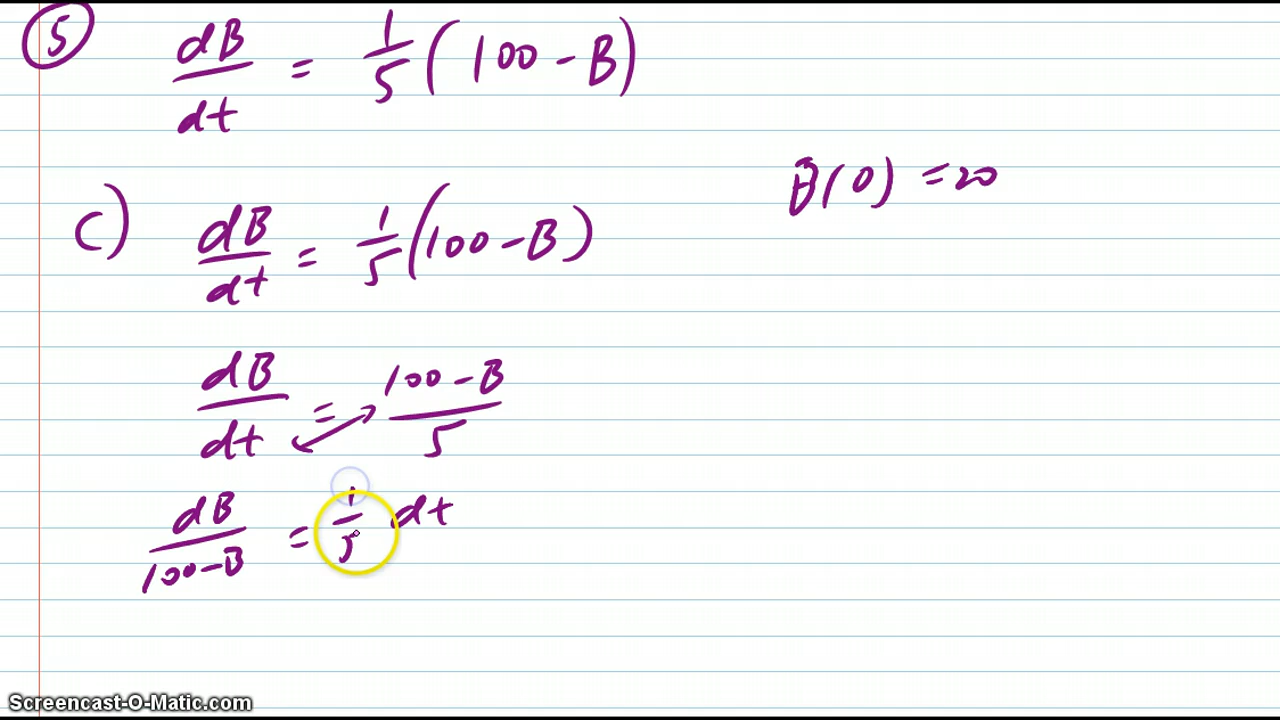 5 dB/dt = 1/5 (100 - B)
B(0) = 20
c) dB/dt = 1/5 (100 - B)
dB/dt = 100 - B/5
dB/100 - B = 1/5 dt
Screencast-O-Matic.com